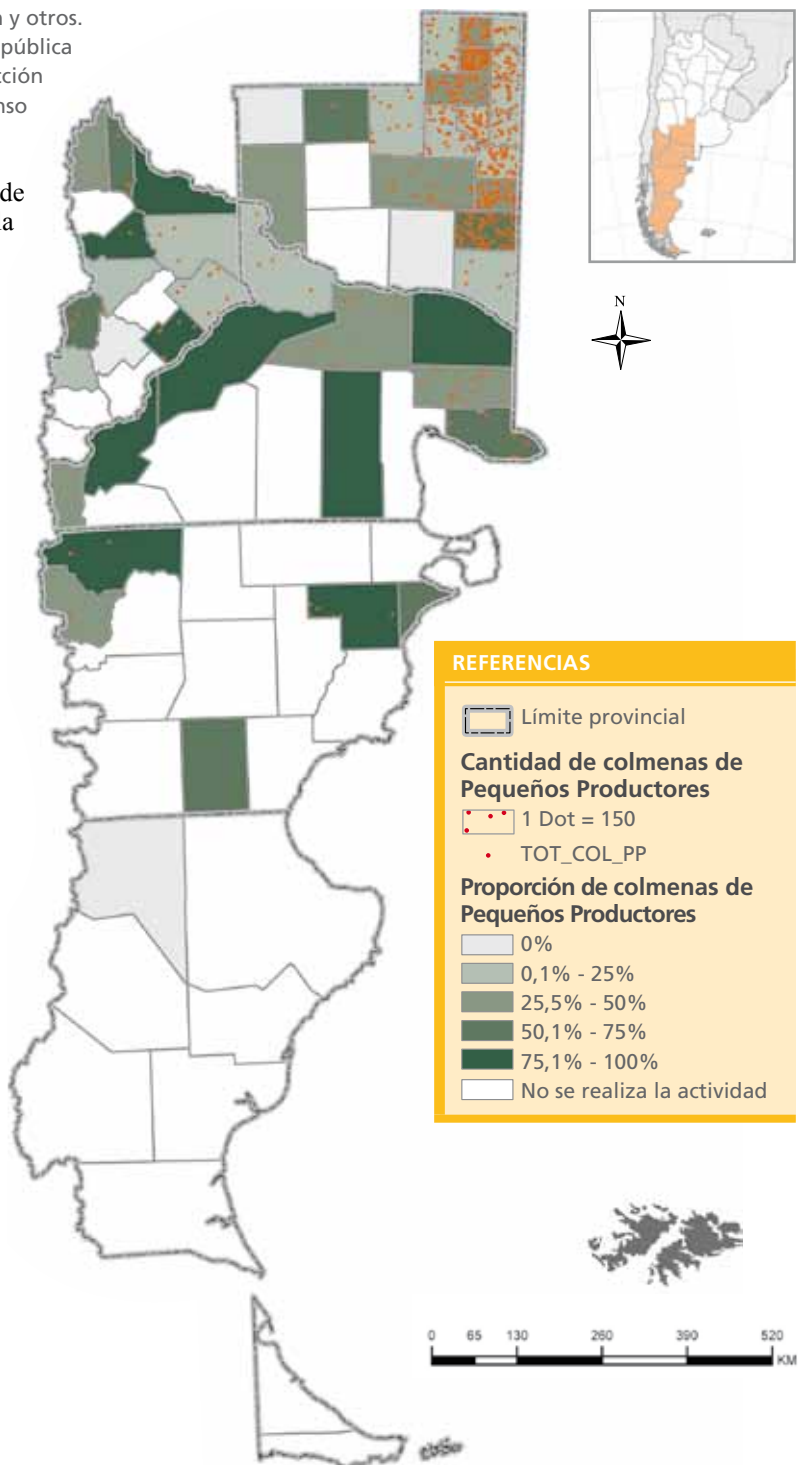 n y otros.
pública
ción
nso
de
la
N
REFERENCIAS
Límite provincial
Cantidad de colmenas de
Pequeños Productores
1 Dot = 150
TOT_COL_PP
Proporción de colmenas de
Pequeños Productores
0%
0,1% - 25%
25,5% - 50%
50,1% - 75%
75,1% - 100%
No se realiza la actividad
0 65 130 260 390 520
KM